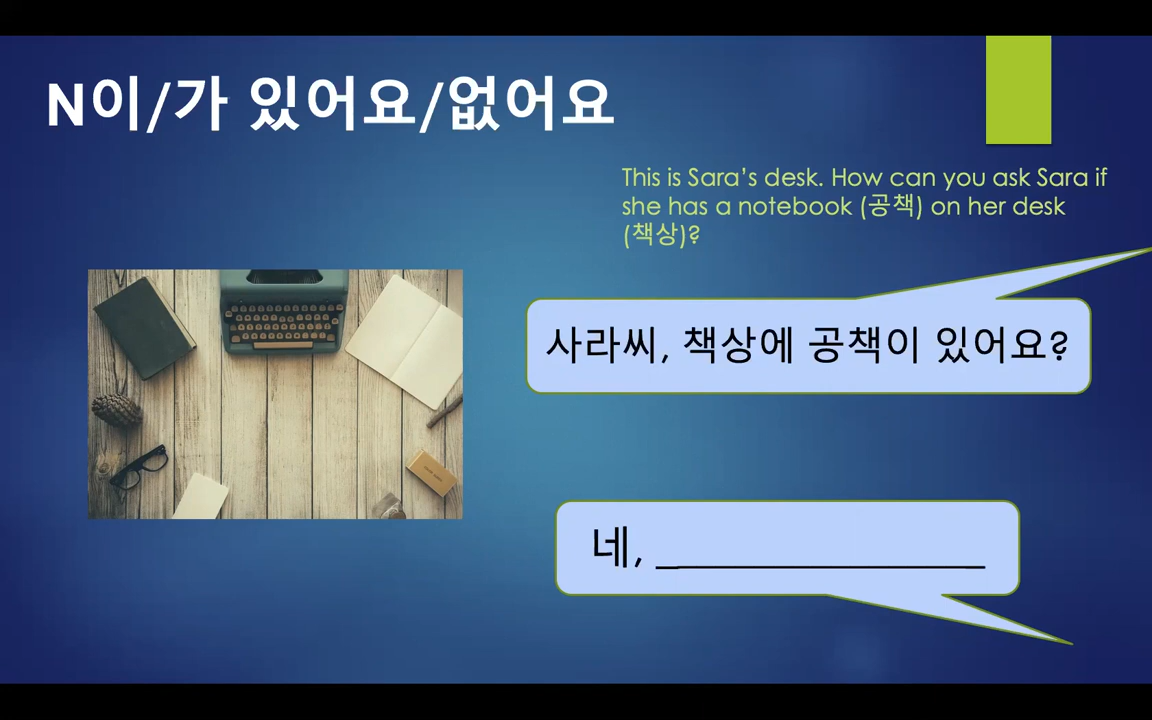 N이/가 있어요/없어요
This is Sara's desk. How can you ask Sara if
she has a notebook (공책) on her desk
(책상)?
사라씨, 책상에 공책이 있어요?
네, _______________